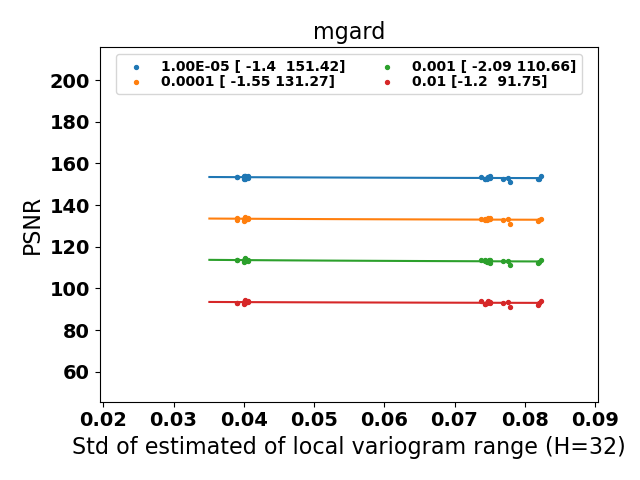 mgard
1.00E-05 [ -1.4  151.42]
0.0001 [ -1.55 131.27]
0.001 [ -2.09 110.66]
0.01 [-1.2  91.75]
PSNR
200
180
160
140
120
100
80
60
0.02 0.03 0.04 0.05 0.06 0.07 0.08 0.09
Std of estimated of local variogram range (H=32)